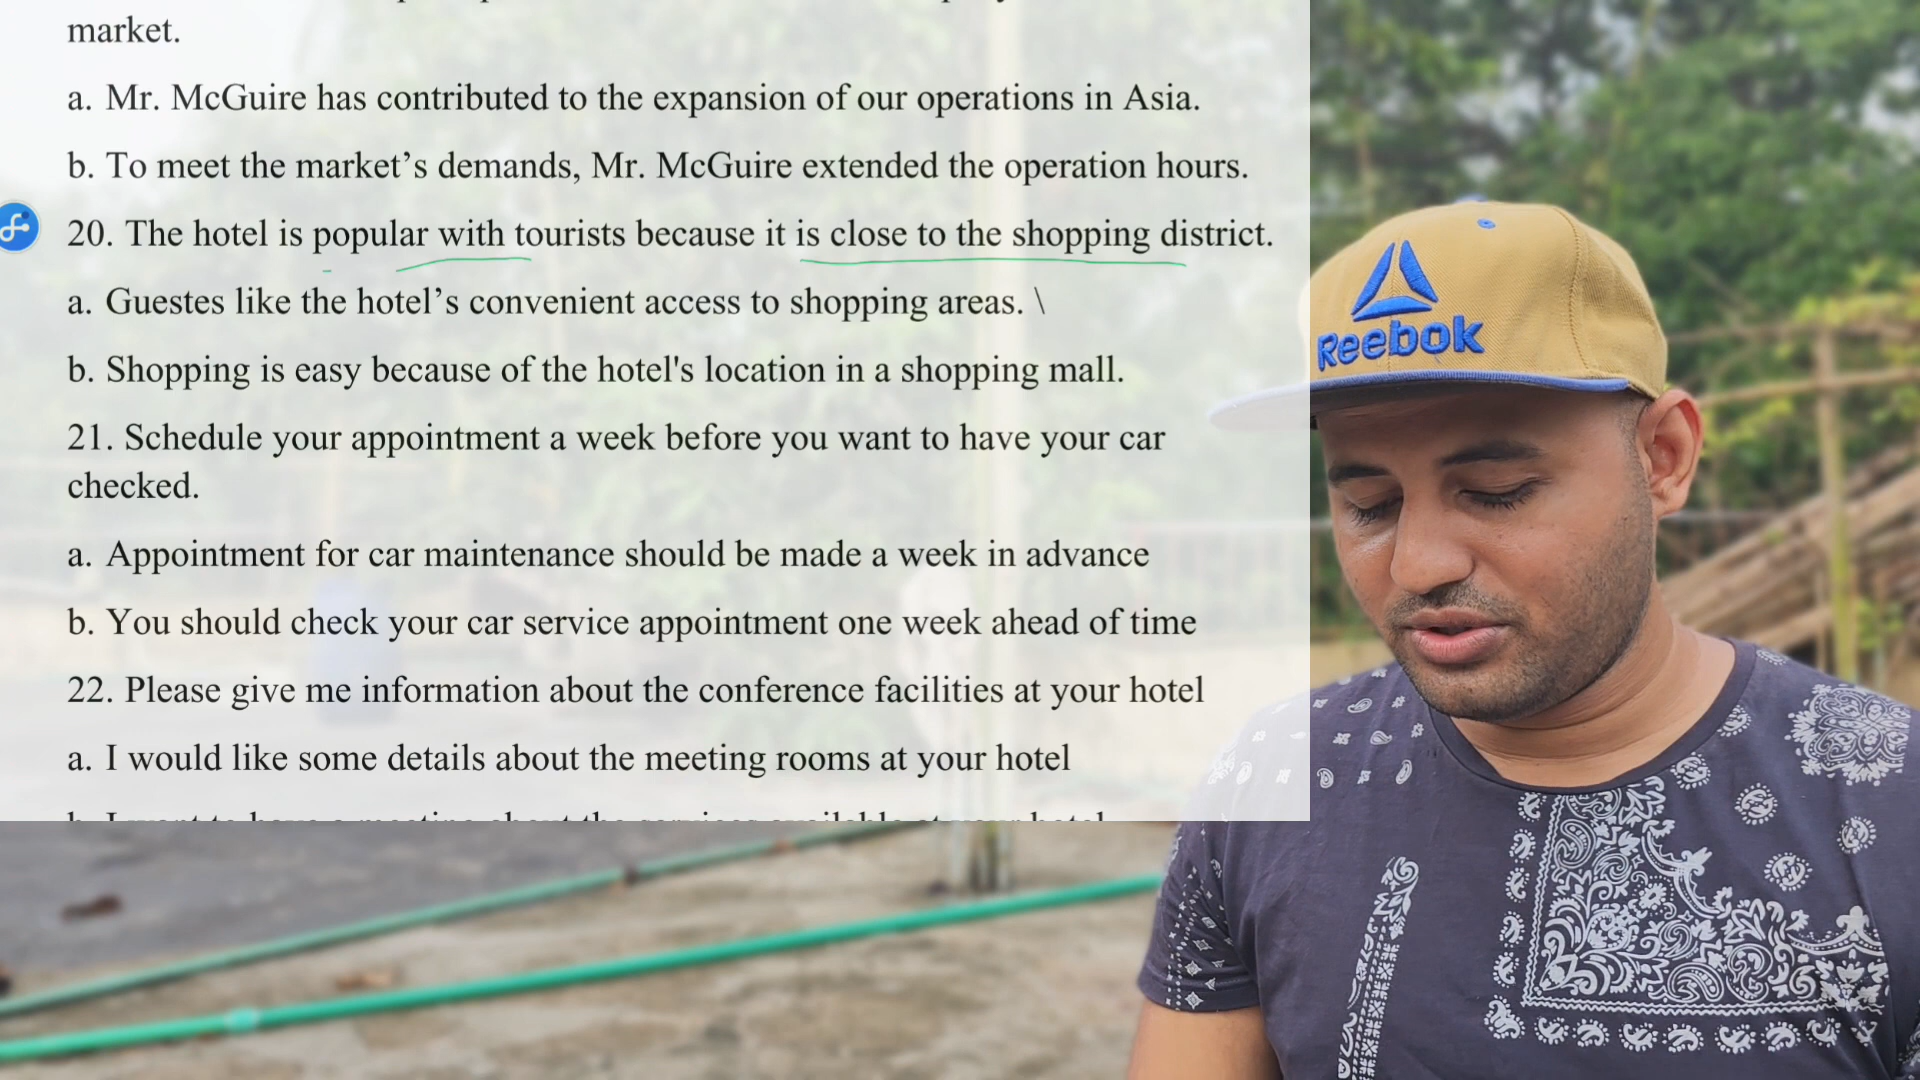 market.
a. Mr. McGuire has contributed to the expansion of our operations in Asia.
b. To meet the market’s demands, Mr. McGuire extended the operation hours.
20. The hotel is popular with tourists because it is close to the shopping district.
a. Guestes like the hotel’s convenient access to shopping areas. \
b. Shopping is easy because of the hotel's location in a shopping mall.
21. Schedule your appointment a week before you want to have your car
checked.
a. Appointment for car maintenance should be made a week in advance
b. You should check your car service appointment one week ahead of time
22. Please give me information about the conference facilities at your hotel
a. I would like some details about the meeting rooms at your hotel
Reebok